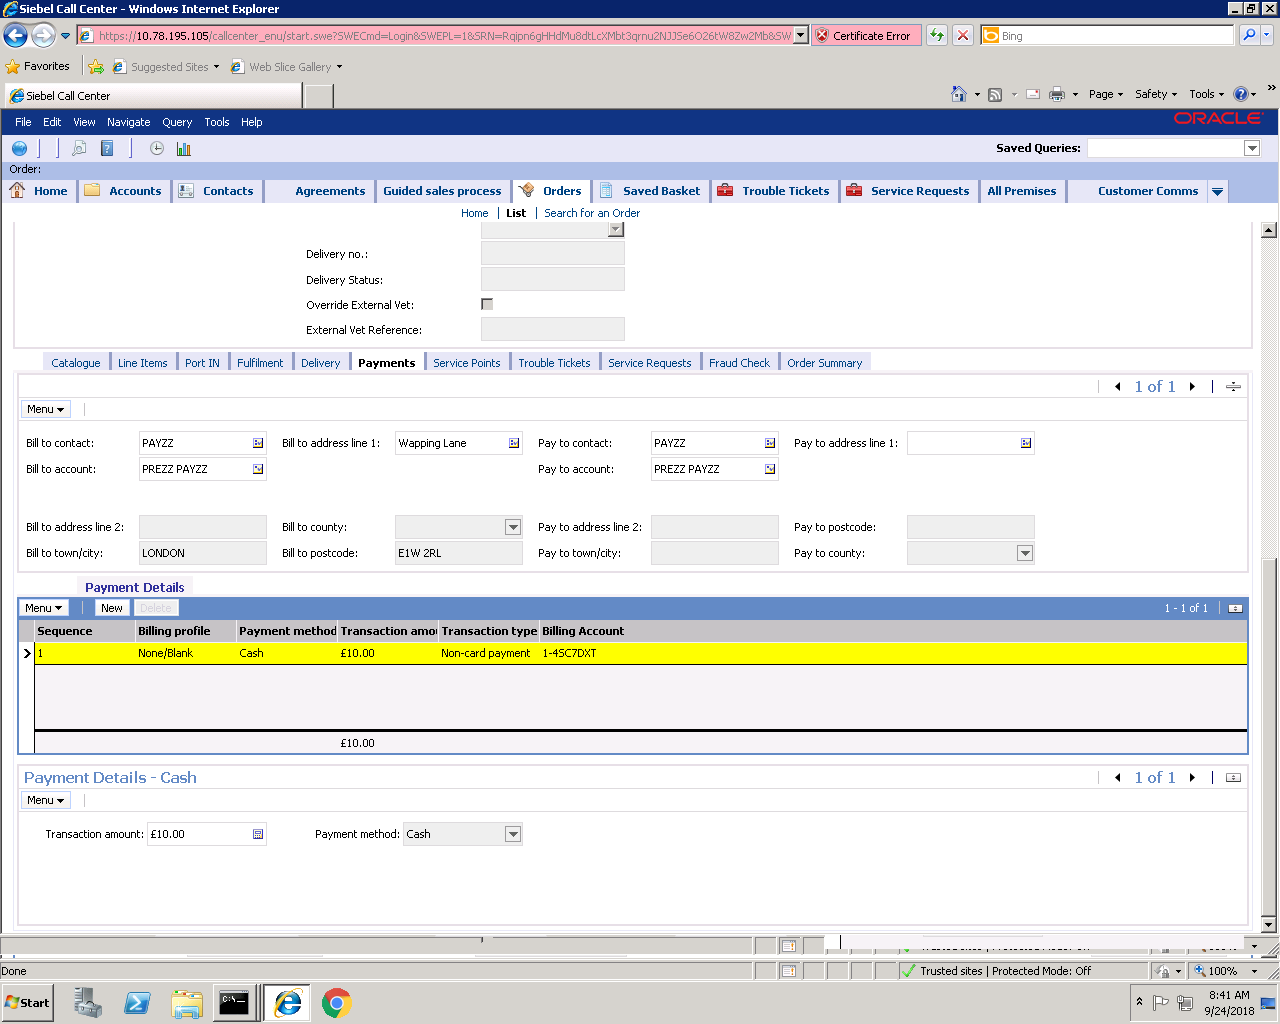 Siebel Call Center - Windows Internet Explorer
https://10.78.195.105/callcenter_enu/start.swe?SWECmd=Login&SWEPL=1&SRN=Rqipn6gHHdMu8dtLcXMbt3qrnu2NJJSe6O26tW8Zw2Mb&SW
Certificate Error
Bing
Favorites
Suggested Sites
Web Slice Gallery
Siebel Call Center
Page
Safety
Tools
File Edit View Navigate Query Tools Help
ORACLE
Saved Queries:
Order:
Home Accounts Contacts Agreements Guided sales process Orders Saved Basket Trouble Tickets Service Requests All Premises Customer Comms
Home List Search for an Order
Delivery no.:
Delivery Status:
Override External Vet:
External Vet Reference:
Catalogue Line Items Port IN Fulfilment Delivery Payments Service Points Trouble Tickets Service Requests Fraud Check Order Summary
1 of 1
Menu
Bill to contact: PAYZZ Bill to address line 1: Wapping Lane Pay to contact: PAYZZ Pay to address line 1:
Bill to account: PREZZ PAYZZ Pay to account: PREZZ PAYZZ
Bill to address line 2: Bill to county: Pay to address line 2: Pay to postcode:
Bill to town/city: LONDON Bill to postcode: E1W 2RL Pay to town/city: Pay to county:
Payment Details
Menu New Delete 1 - 1 of 1
Sequence Billing profile Payment method Transaction amou Transaction type Billing Account
1 None/Blank Cash £10.00 Non-card payment 1-45C7DXT
£10.00
Payment Details - Cash 1 of 1
Menu
Transaction amount: £10.00 Payment method: Cash
Done Trusted sites | Protected Mode: Off 100%
Start
8:41 AM
9/24/2018